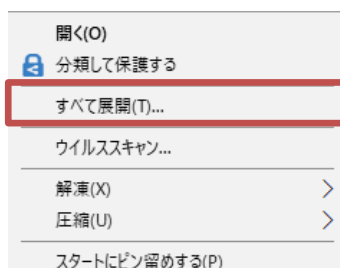 開く(O)
分類して保護する
すべて展開(T)...
ウイルススキャン...
解凍(X)
圧縮(U)
スタートにピン留めする(P)